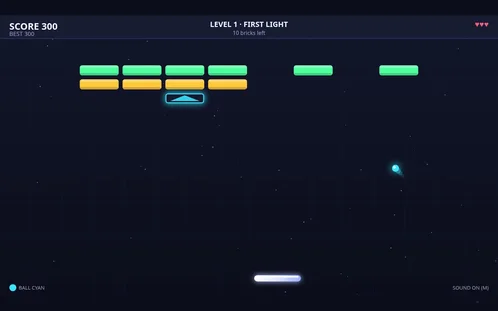 SCORE 300
BEST 300
LEVEL 1 · FIRST LIGHT
10 bricks left
BALL CYAN
SOUND ON (M)